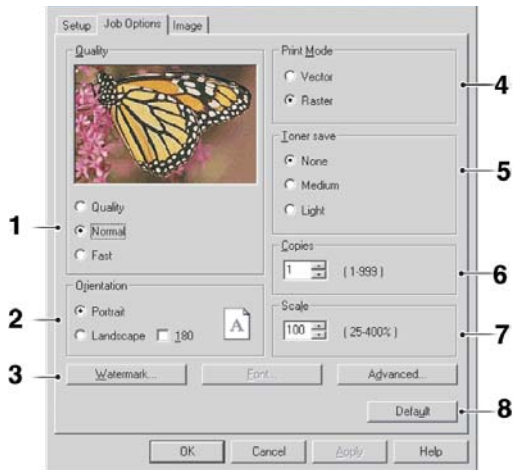 Setup Job Options Image
Quality
Quality
Normal
Fast
Orientation
Portrait
Landscape 180
A
Print Mode
Vector
Raster
Toner save
None
Medium
Light
Copies
1 (1-999)
Scale
100 (25-400%)
Watermark... Font... Advanced...
Default
OK Cancel Apply Help
1
2
3
4
5
6
7
8